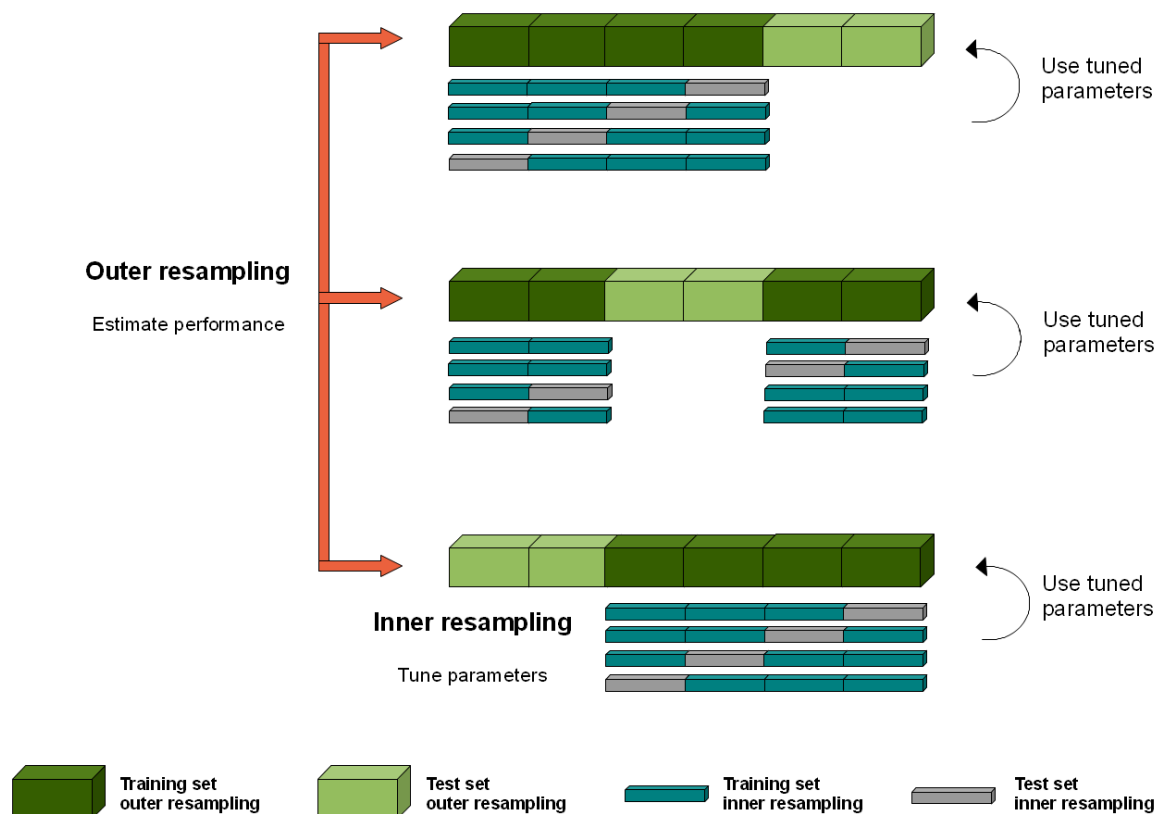 Use tuned
parameters
Outer resampling
Estimate performance
Use tuned
parameters
Inner resampling
Tune parameters
Use tuned
parameters
Training set
outer resampling
Test set
outer resampling
Training set
inner resampling
Test set
inner resampling